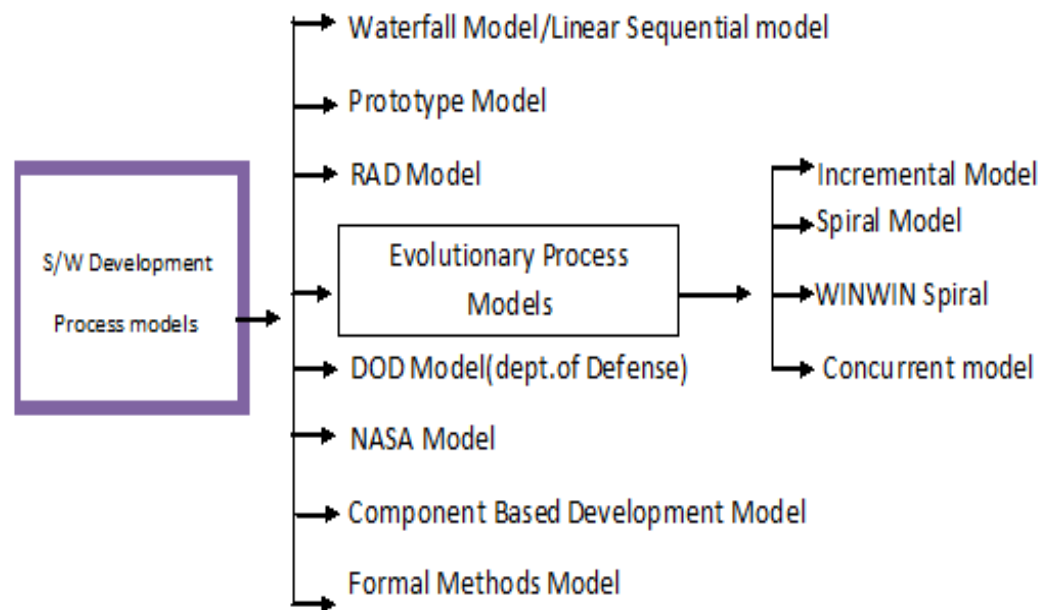 Waterfall Model/Linear Sequential model
Prototype Model
RAD Model
S/W Development
Process models
Evolutionary Process
Models
DOD Model(dept.of Defense)
NASA Model
Component Based Development Model
Formal Methods Model
Incremental Model
Spiral Model
WINWIN Spiral
Concurrent model